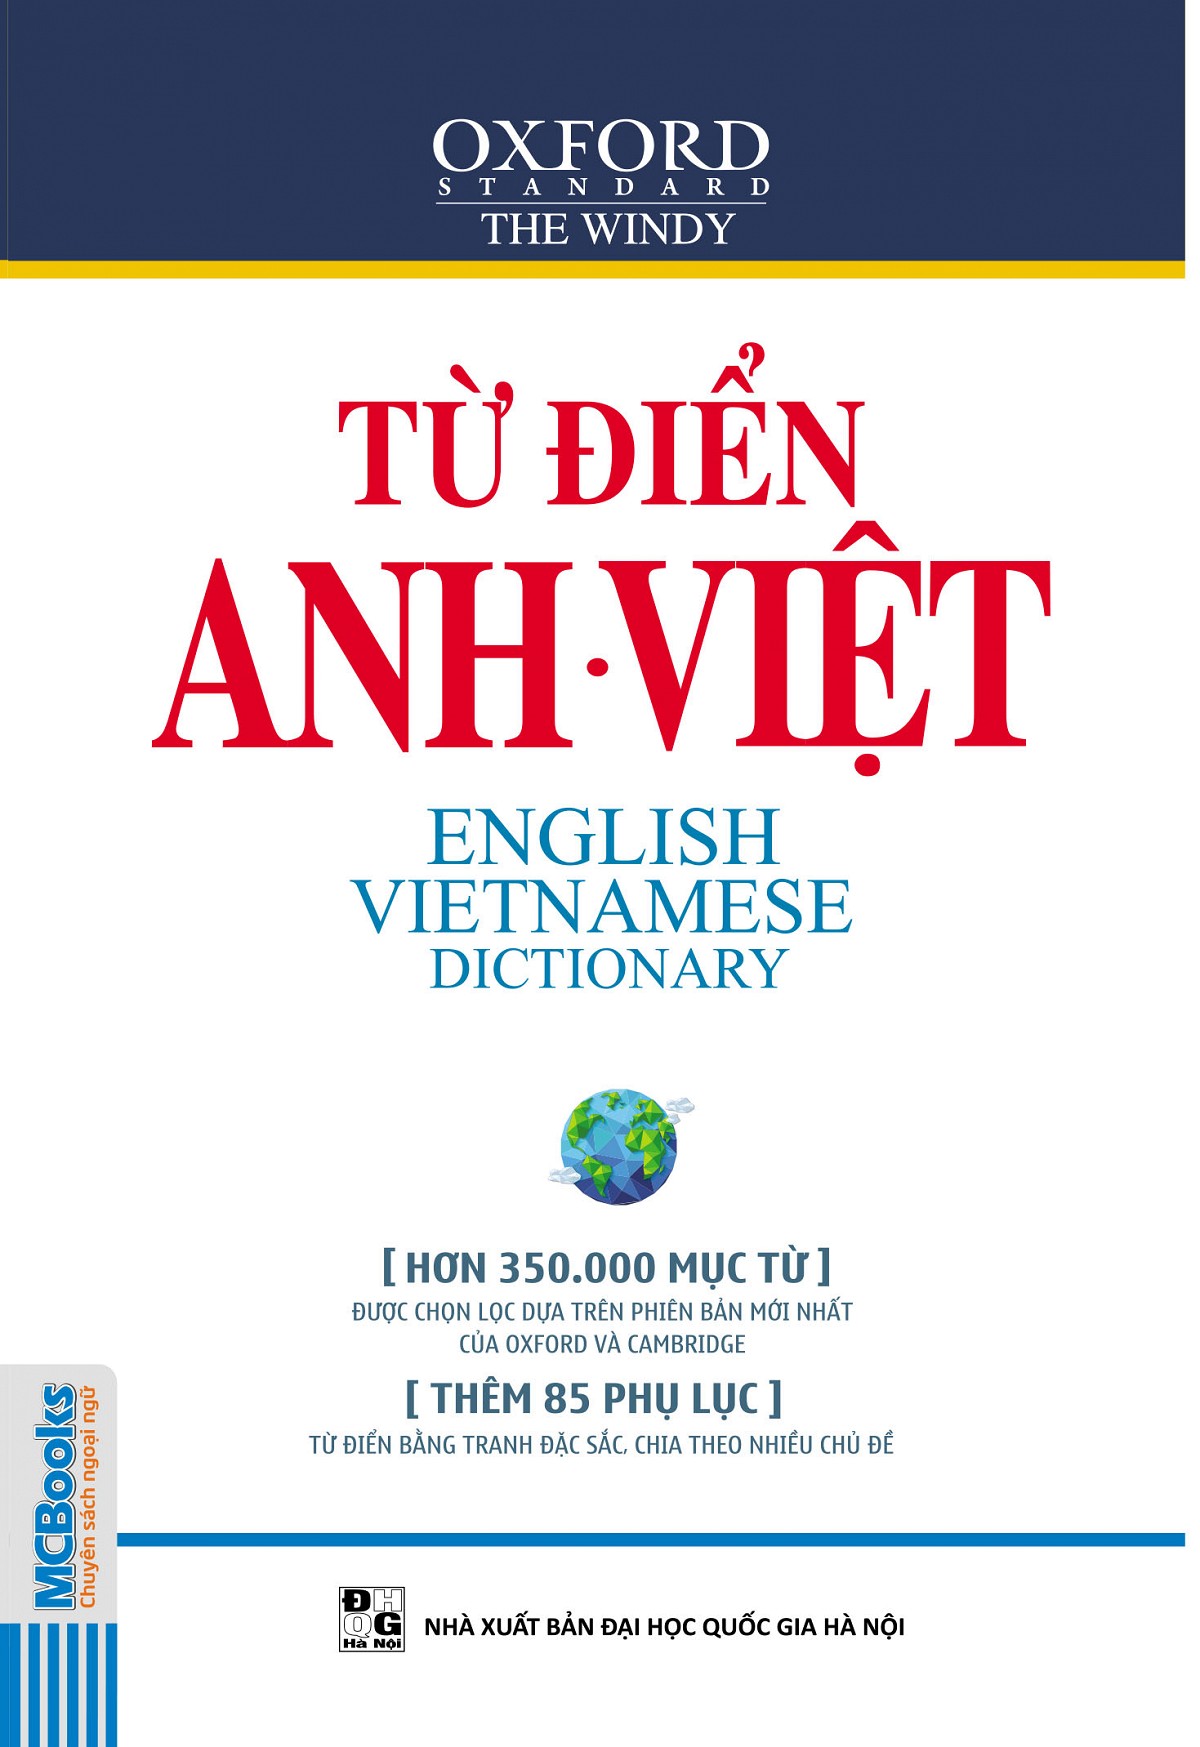 OXFORD
STANDARD
THE WINDY
TỪ ĐIỂN
ANH·VIỆT
ENGLISH
VIETNAMESE
DICTIONARY
[ HƠN 350.000 MỤC TỪ ]
ĐƯỢC CHỌN LỌC DỰA TRÊN PHIÊN BẢN MỚI NHẤT
CỦA OXFORD VÀ CAMBRIDGE
[ THÊM 85 PHỤ LỤC ]
TỪ ĐIỂN BẰNG TRANH ĐẶC SẮC, CHIA THEO NHIỀU CHỦ ĐỀ
MCBooks
Chuyên sách ngoại ngữ
ĐH
QG
Hà Nội
NHÀ XUẤT BẢN ĐẠI HỌC QUỐC GIA HÀ NỘI